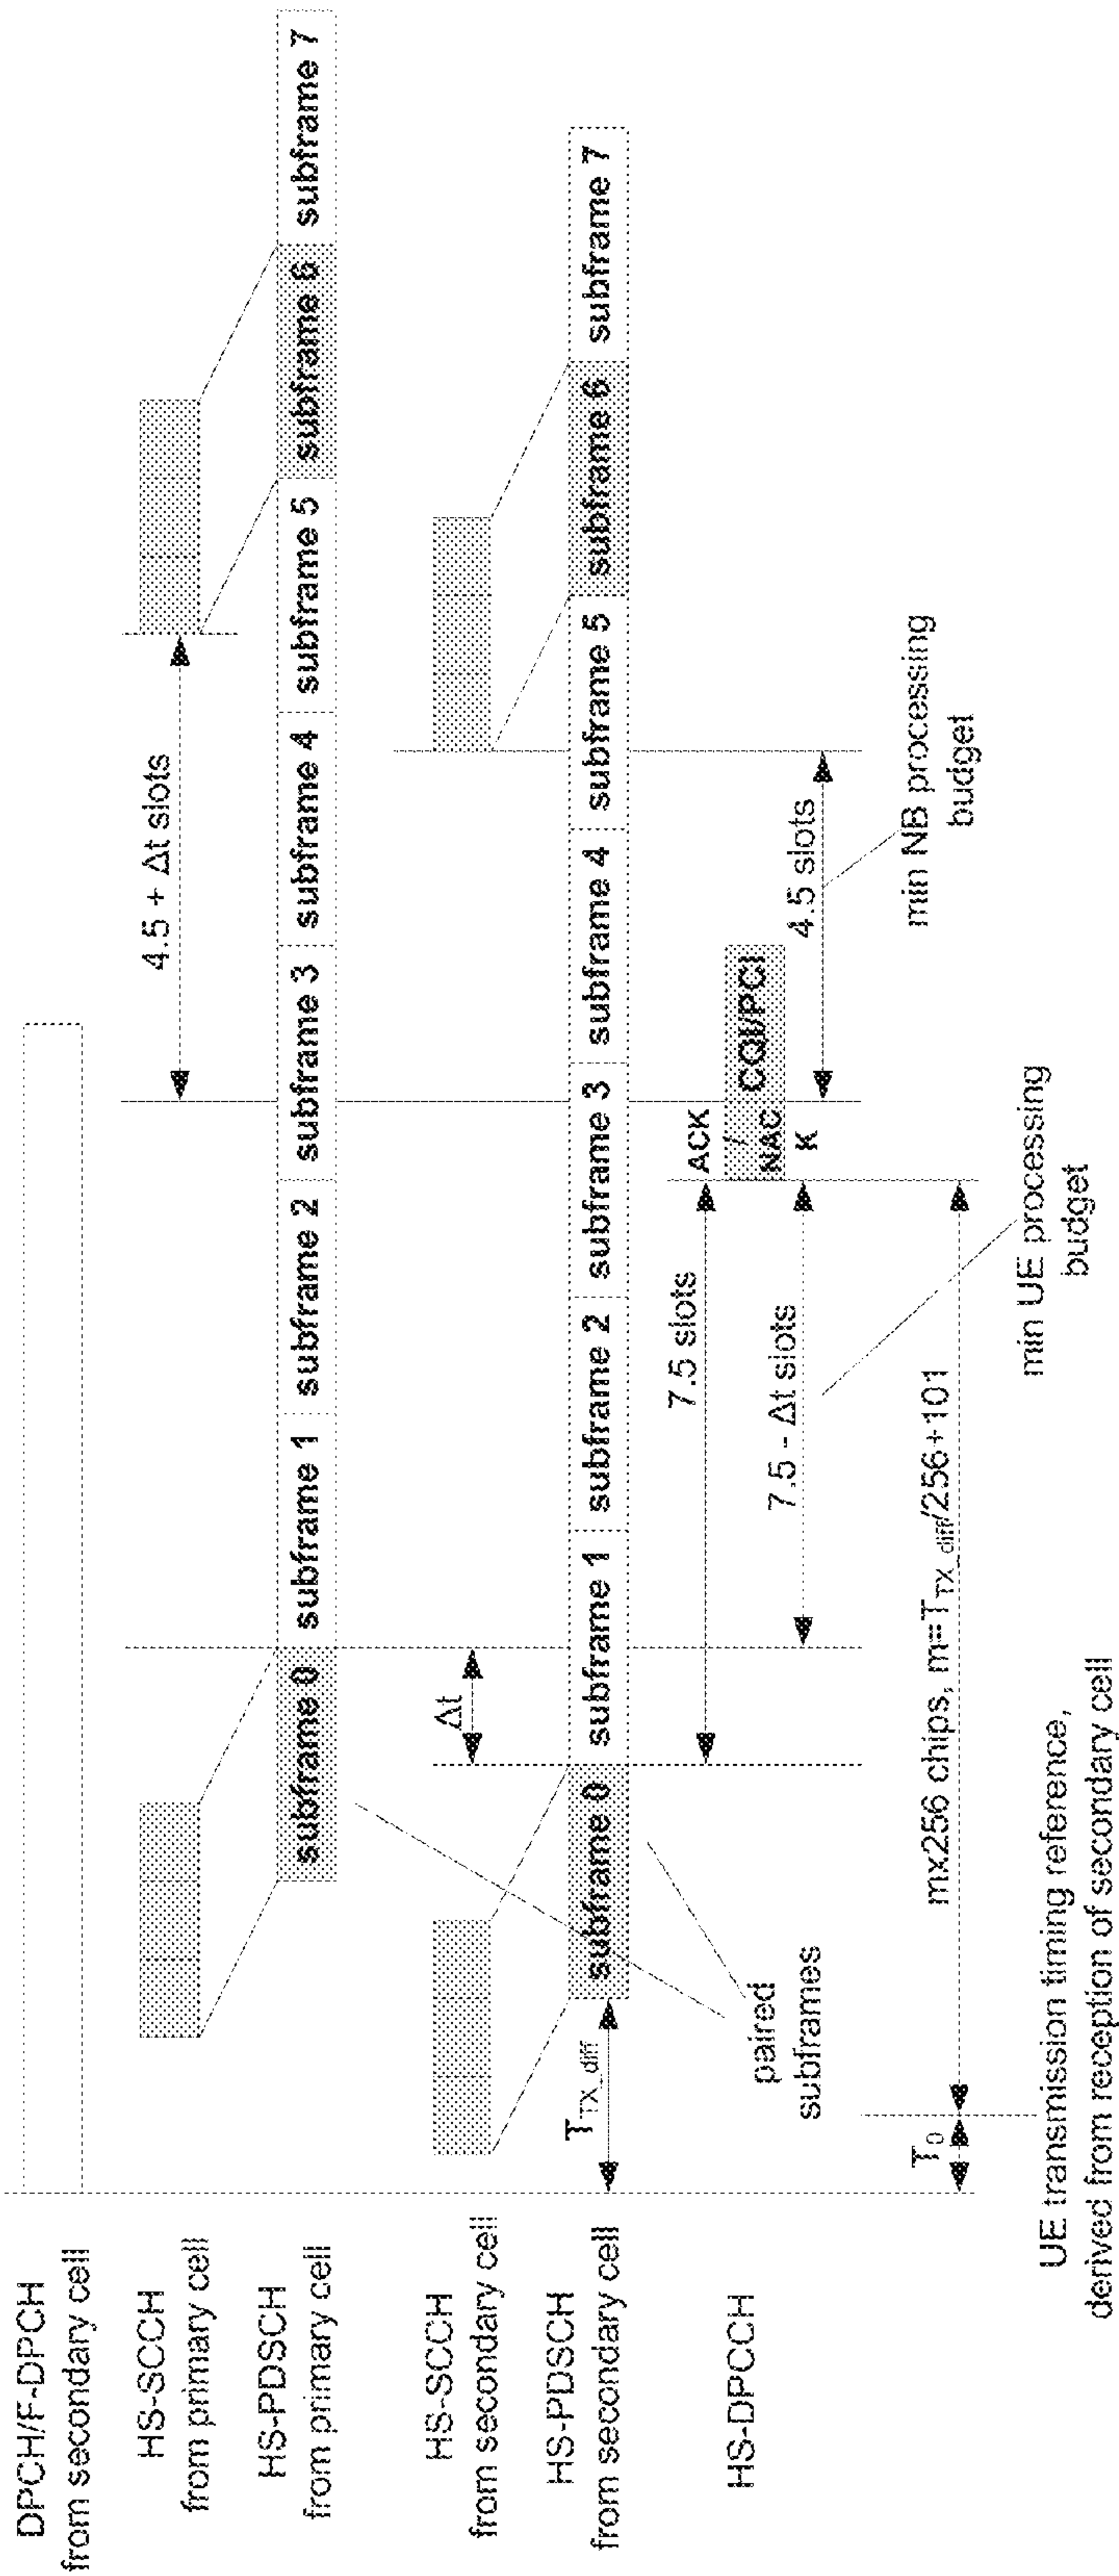 DPCH/F-DPCH
from secondary cell
HS-SCCH
from primary cell
4.5 + Δt slots
HS-PDSCH
from primary cell
subframe 0 subframe 1 subframe 2 subframe 3 subframe 4 subframe 5 subframe 6 subframe 7
HS-SCCH
from secondary cell
Δt
HS-PDSCH
from secondary cell
T_TX_diff
subframe 0 subframe 1 subframe 2 subframe 3 subframe 4 subframe 5 subframe 6 subframe 7
paired
subframes
7.5 slots
HS-DPCCH
ACK
/
NAC
K
CQI/PCI
7.5 - Δt slots
4.5 slots
min NB processing
budget
T_0
mx256 chips, m=T_TX_diff/256+101
min UE processing
budget
UE transmission timing reference,
derived from reception of secondary cell